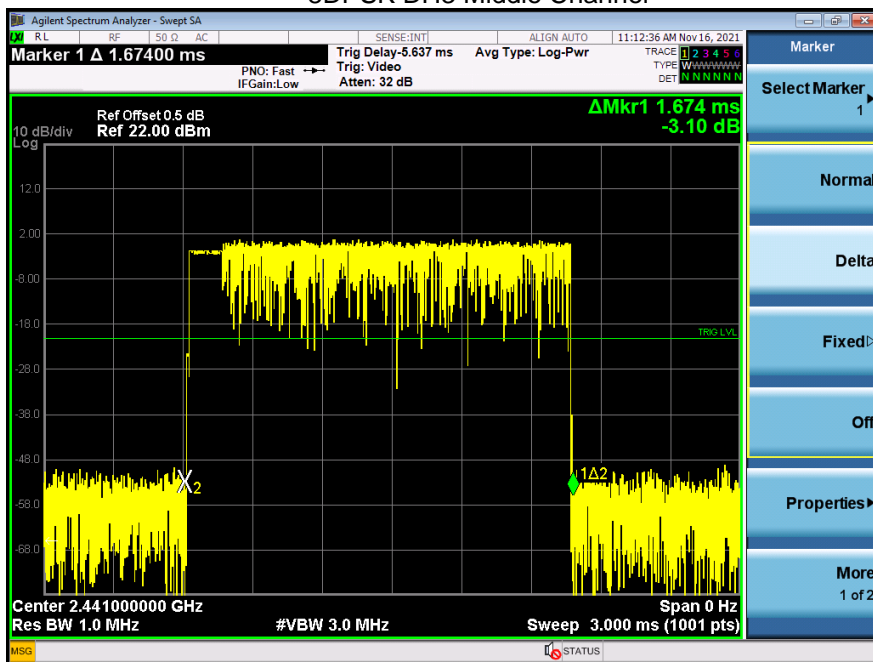 Agilent Spectrum Analyzer - Swept SA
LXI RL RF 50 Ω AC SENSE:INT ALIGN AUTO 11:12:36 AM Nov 16, 2021
Marker 1 Δ 1.67400 ms
PNO: Fast
IFGain:Low
Trig Delay-5.637 ms
Trig: Video
Atten: 32 dB
Avg Type: Log-Pwr
TRACE 1 2 3 4 5 6
TYPE W W W W W W
DET N N N N N N
Ref Offset 0.5 dB
10 dB/div Ref 22.00 dBm
Log
ΔMkr1 1.674 ms
-3.10 dB
12.0
2.00
-8.00
-18.0
TRIG LVL
-28.0
-38.0
-48.0
X2
1Δ2
-58.0
-68.0
Center 2.441000000 GHz
Span 0 Hz
Res BW 1.0 MHz #VBW 3.0 MHz Sweep 3.000 ms (1001 pts)
MSG STATUS
Marker
Select Marker
1
Normal
Delta
Fixed
Off
Properties
More
1 of 2